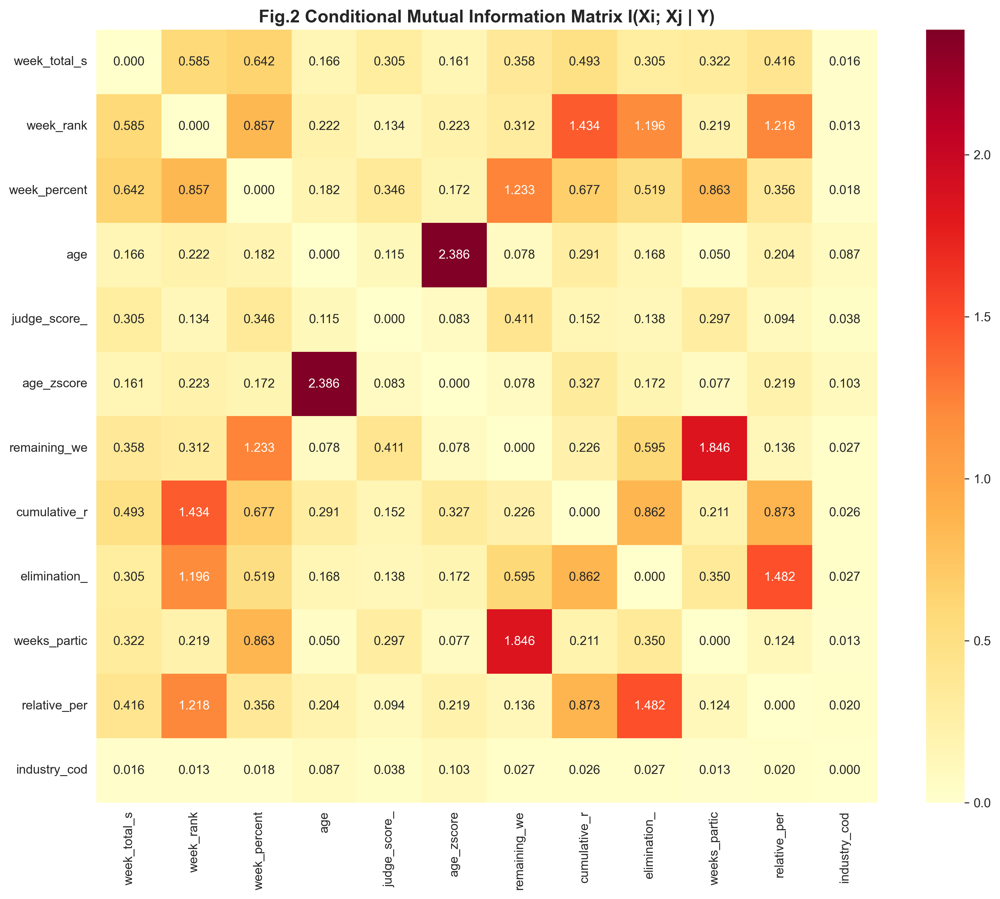 Fig.2 Conditional Mutual Information Matrix I(Xi; Xj | Y)
week_total_s 0.000 0.585 0.642 0.166 0.305 0.161 0.358 0.493 0.305 0.322 0.416 0.016
week_rank 0.585 0.000 0.857 0.222 0.134 0.223 0.312 1.434 1.196 0.219 1.218 0.013
week_percent 0.642 0.857 0.000 0.182 0.346 0.172 1.233 0.677 0.519 0.863 0.356 0.018
age 0.166 0.222 0.182 0.000 0.115 2.386 0.078 0.291 0.168 0.050 0.204 0.087
judge_score_ 0.305 0.134 0.346 0.115 0.000 0.083 0.411 0.152 0.138 0.297 0.094 0.038
age_zscore 0.161 0.223 0.172 2.386 0.083 0.000 0.078 0.327 0.172 0.077 0.219 0.103
remaining_we 0.358 0.312 1.233 0.078 0.411 0.078 0.000 0.226 0.595 1.846 0.136 0.027
cumulative_r 0.493 1.434 0.677 0.291 0.152 0.327 0.226 0.000 0.862 0.211 0.873 0.026
elimination_ 0.305 1.196 0.519 0.168 0.138 0.172 0.595 0.862 0.000 0.350 1.482 0.027
weeks_partic 0.322 0.219 0.863 0.050 0.297 0.077 1.846 0.211 0.350 0.000 0.124 0.013
relative_per 0.416 1.218 0.356 0.204 0.094 0.219 0.136 0.873 1.482 0.124 0.000 0.020
industry_cod 0.016 0.013 0.018 0.087 0.038 0.103 0.027 0.026 0.027 0.013 0.020 0.000
week_total_s
week_rank
week_percent
age
judge_score_
age_zscore
remaining_we
cumulative_r
elimination_
weeks_partic
relative_per
industry_cod
2.0
1.5
1.0
0.5
0.0